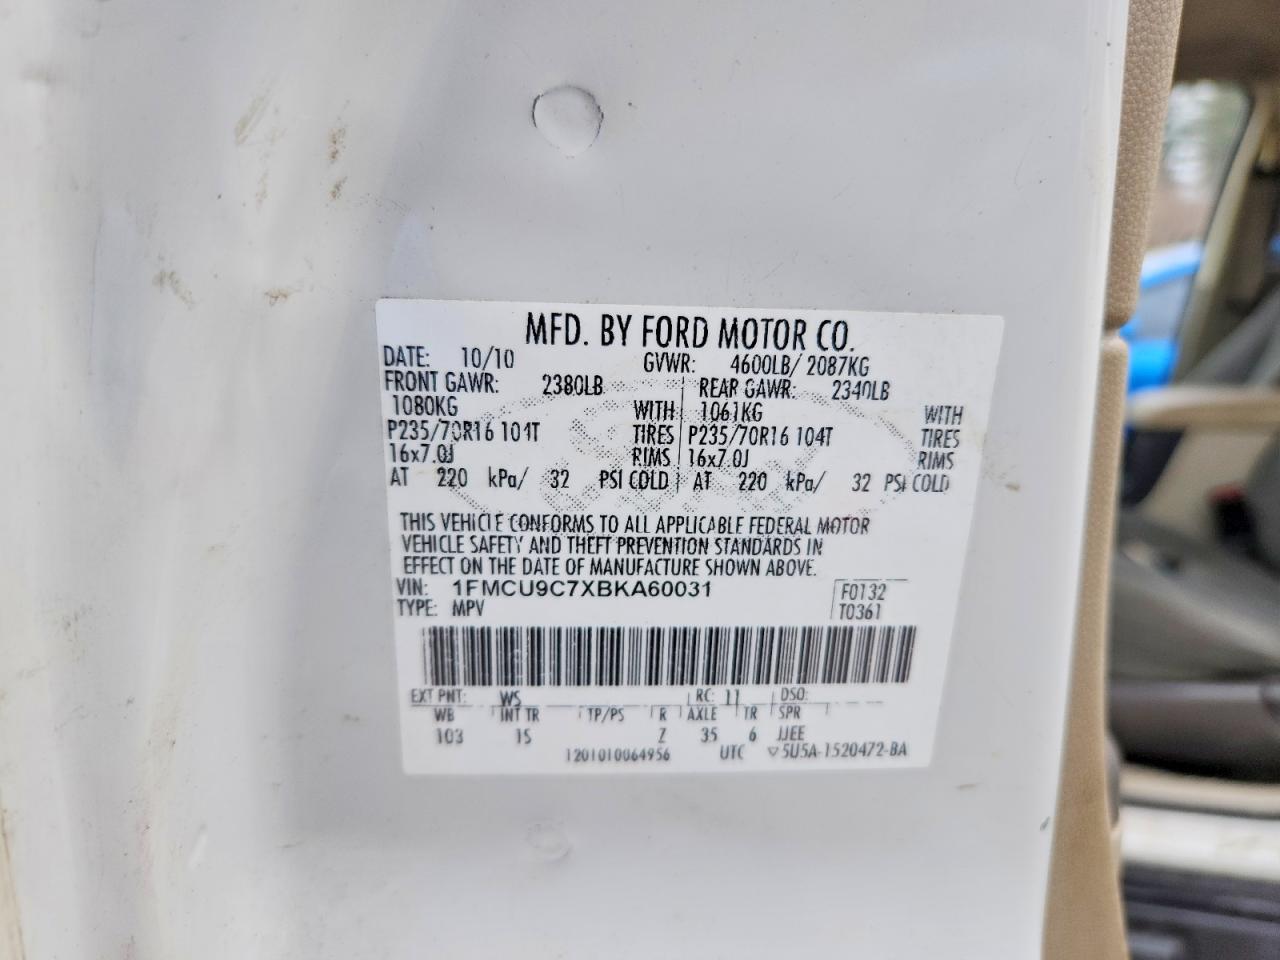 MFD. BY FORD MOTOR CO.
DATE: 10/10 GVWR: 4600LB/ 2087KG
FRONT GAWR: 2380LB REAR GAWR: 2340LB
1080KG WITH 1061KG WITH
P235/70R16 104T TIRES P235/70R16 104T TIRES
16x7.0J RIMS 16x7.0J RIMS
AT 220 kPa/ 32 PSI COLD AT 220 kPa/ 32 PSI COLD
THIS VEHICLE CONFORMS TO ALL APPLICABLE FEDERAL MOTOR
VEHICLE SAFETY AND THEFT PREVENTION STANDARDS IN
EFFECT ON THE DATE OF MANUFACTURE SHOWN ABOVE.
VIN: 1FMCU9C7XBKA60031 F0132
TYPE: MPV T0361
EXT PNT: WS RC: 11 DSO:
WB INT TR TP/PS R AXLE TR SPR
103 15 Z 35 6 JJEE
1201010064956 UTC ▽5U5A-1520472-BA